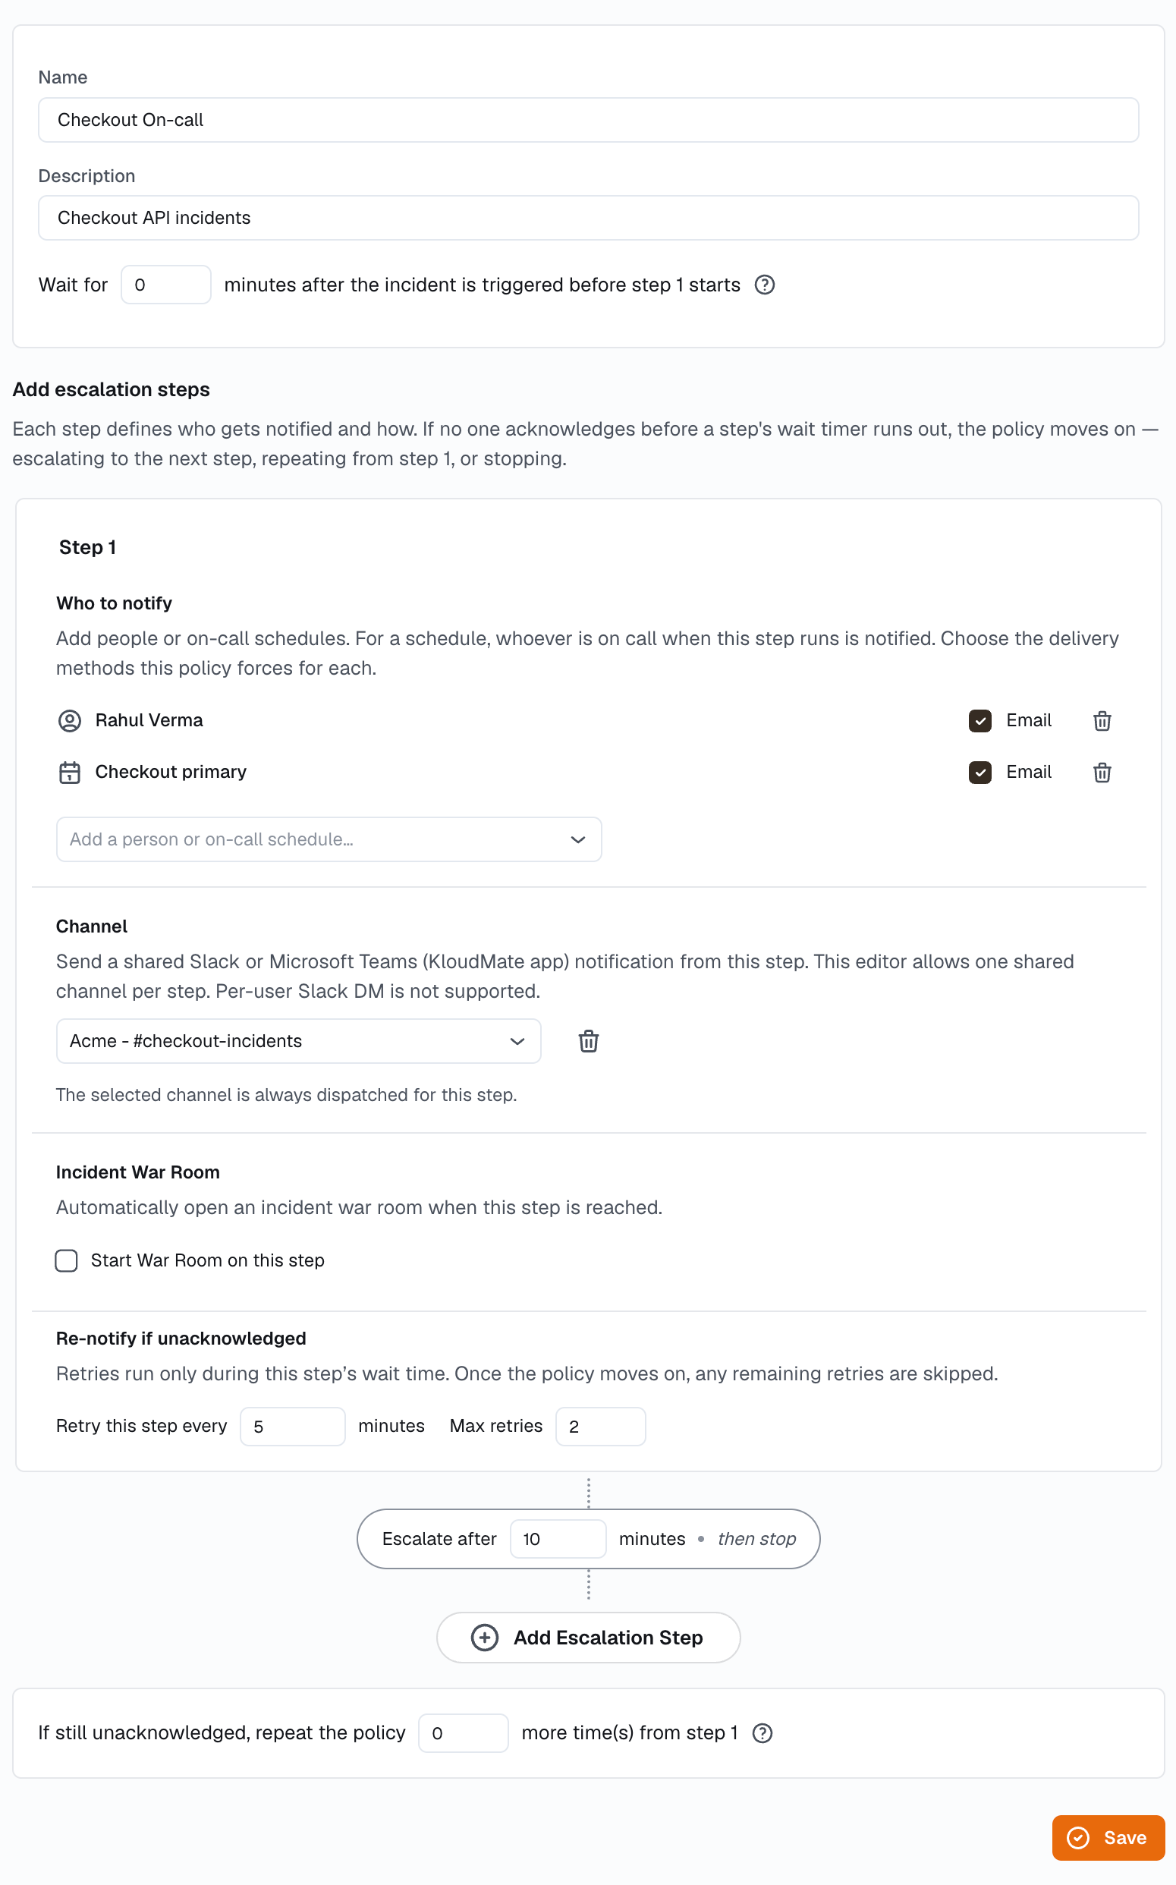 Name
Checkout On-call
Description
Checkout API incidents
Wait for 0 minutes after the incident is triggered before step 1 starts
Add escalation steps
Each step defines who gets notified and how. If no one acknowledges before a step's wait timer runs out, the policy moves on —
escalating to the next step, repeating from step 1, or stopping.
Step 1
Who to notify
Add people or on-call schedules. For a schedule, whoever is on call when this step runs is notified. Choose the delivery
methods this policy forces for each.
Rahul Verma Email
Checkout primary Email
Add a person or on-call schedule...
Channel
Send a shared Slack or Microsoft Teams (KloudMate app) notification from this step. This editor allows one shared
channel per step. Per-user Slack DM is not supported.
Acme - #checkout-incidents
The selected channel is always dispatched for this step.
Incident War Room
Automatically open an incident war room when this step is reached.
Start War Room on this step
Re-notify if unacknowledged
Retries run only during this step’s wait time. Once the policy moves on, any remaining retries are skipped.
Retry this step every 5 minutes Max retries 2
Escalate after 10 minutes • then stop
Add Escalation Step
If still unacknowledged, repeat the policy 0 more time(s) from step 1
Save